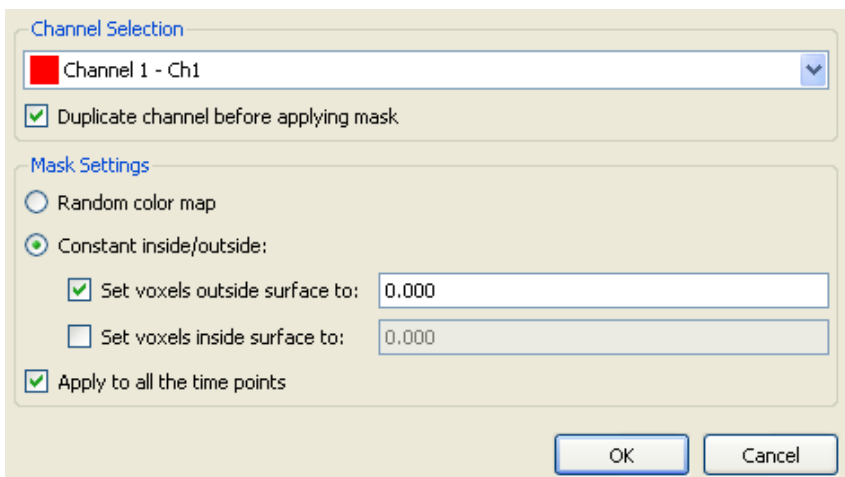 Channel Selection
Channel 1 - Ch1
Duplicate channel before applying mask
Mask Settings
Random color map
Constant inside/outside:
Set voxels outside surface to: 0.000
Set voxels inside surface to: 0.000
Apply to all the time points
OK Cancel